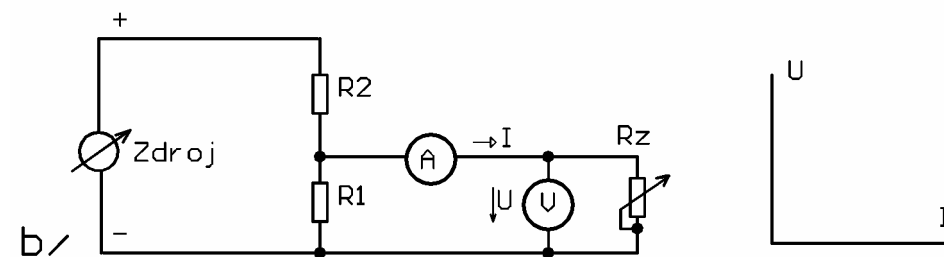 +
R2
U
Zdroj
A
I
Rz
R1
U
V
I
b/
-